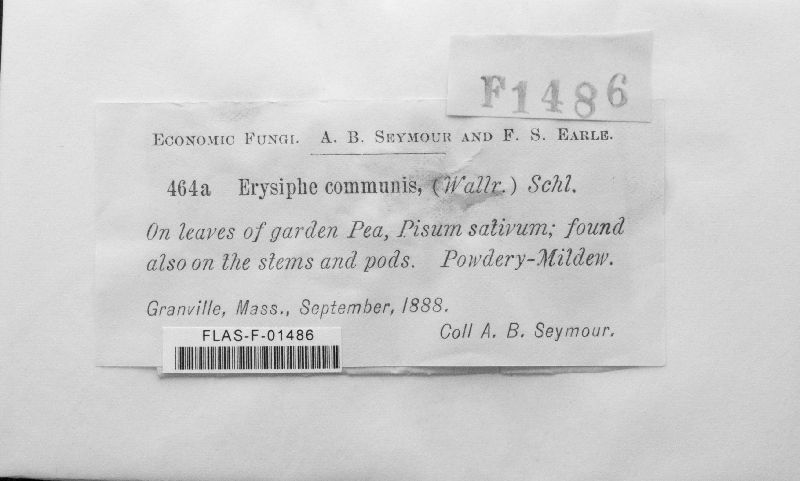 F1486
Economic Fungi. A. B. Seymour and F. S. Earle.
464a Erysiphe communis, (Wallr.) Schl.
On leaves of garden Pea, Pisum sativum; found
also on the stems and pods. Powdery-Mildew.
Granville, Mass., September, 1888.
Coll A. B. Seymour.
FLAS-F-01486